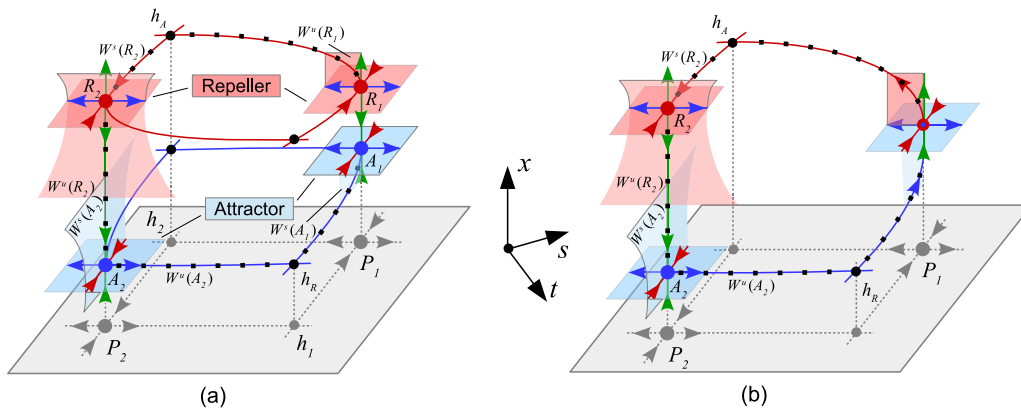 h_A
W^s(R_2)
W^u(R_1)
R_2
Repeller
R_1
A_1
W^u(R_2)
W^s(A_2)
Attractor
h_2
W^s(A_1)
P_1
A_2
W^u(A_2)
h_R
P_2
h_1
(a)
x
s
t
h_A
W^s(R_2)
R_2
W^u(R_2)
W^s(A_2)
P_1
A_2
W^u(A_2)
h_R
P_2
(b)